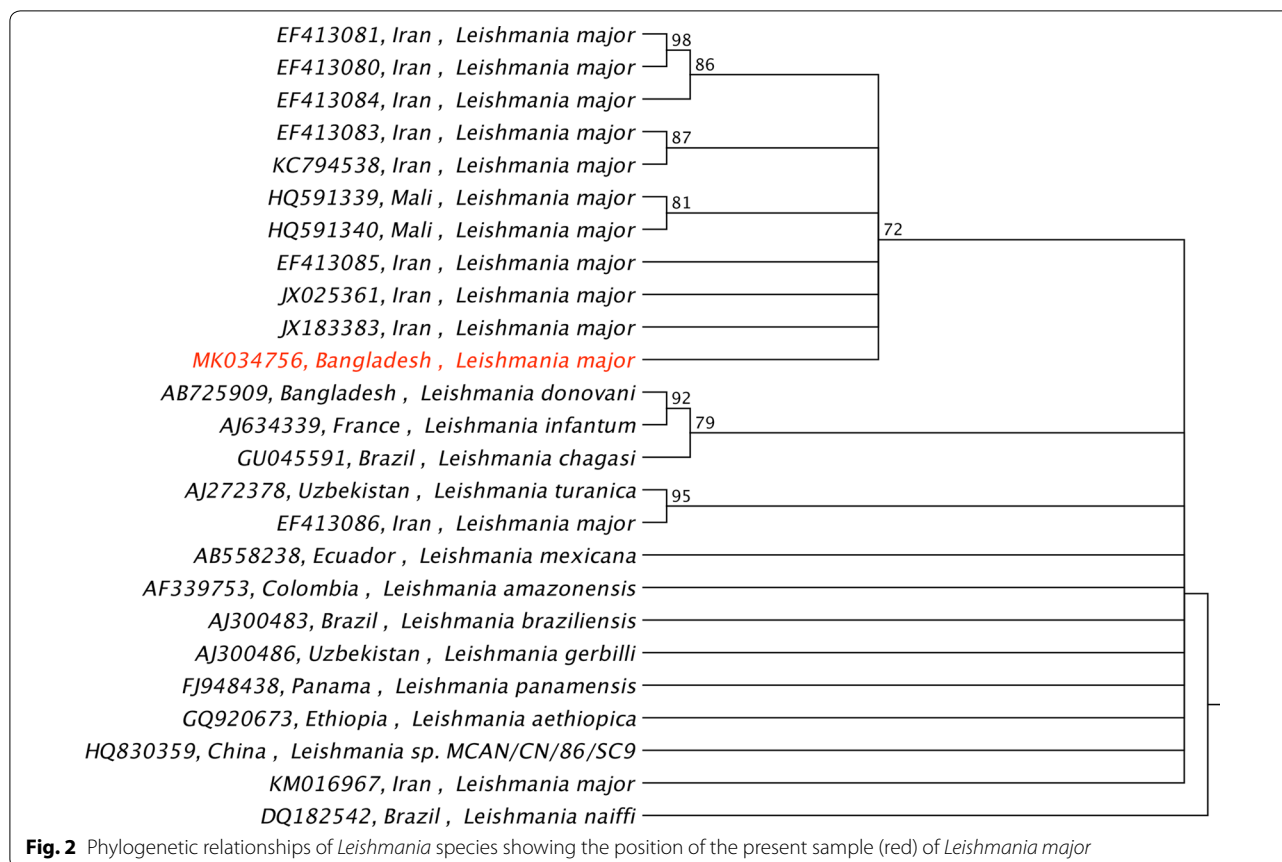 EF413081, Iran , Leishmania major
98
EF413080, Iran , Leishmania major
86
EF413084, Iran , Leishmania major
EF413083, Iran , Leishmania major
87
KC794538, Iran , Leishmania major
HQ591339, Mali , Leishmania major
81
HQ591340, Mali , Leishmania major
72
EF413085, Iran , Leishmania major
JX025361, Iran , Leishmania major
JX183383, Iran , Leishmania major
MK034756, Bangladesh , Leishmania major
AB725909, Bangladesh , Leishmania donovani
92
AJ634339, France , Leishmania infantum
79
GU045591, Brazil , Leishmania chagasi
AJ272378, Uzbekistan , Leishmania turanica
95
EF413086, Iran , Leishmania major
AB558238, Ecuador , Leishmania mexicana
AF339753, Colombia , Leishmania amazonensis
AJ300483, Brazil , Leishmania braziliensis
AJ300486, Uzbekistan , Leishmania gerbilli
FJ948438, Panama , Leishmania panamensis
GQ920673, Ethiopia , Leishmania aethiopica
HQ830359, China , Leishmania sp. MCAN/CN/86/SC9
KM016967, Iran , Leishmania major
DQ182542, Brazil , Leishmania naiffi
Fig. 2 Phylogenetic relationships of Leishmania species showing the position of the present sample (red) of Leishmania major